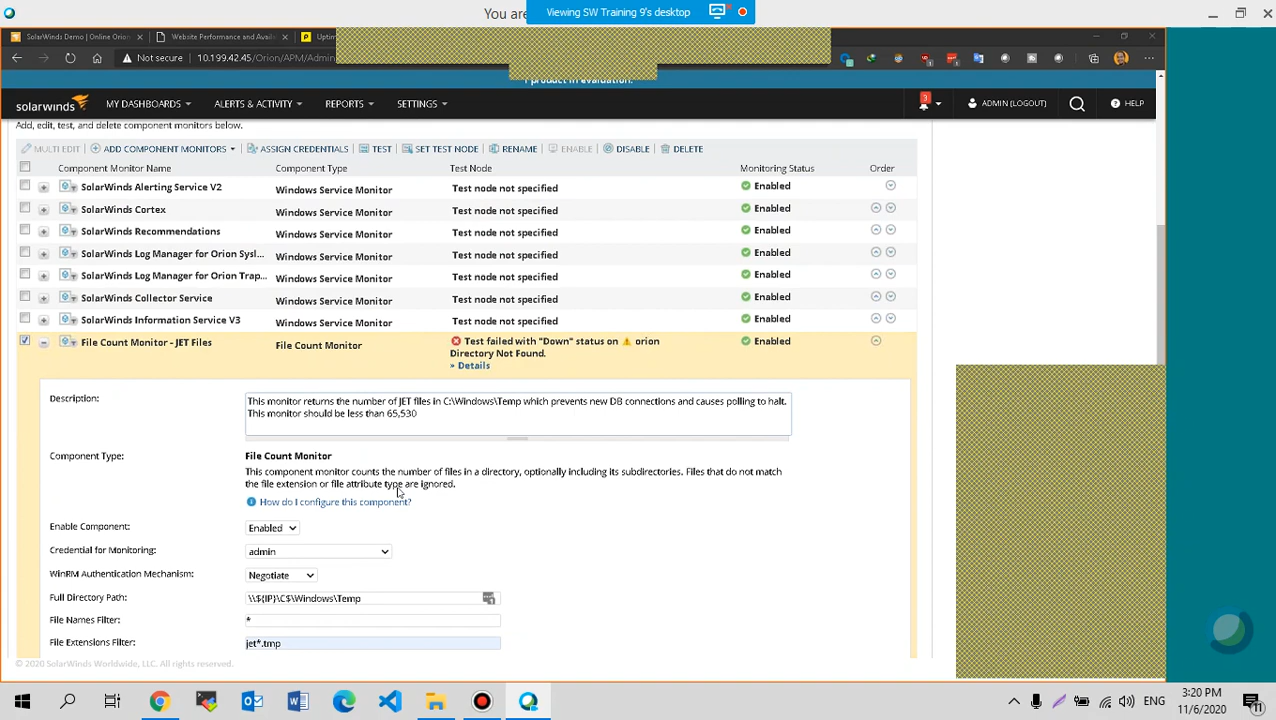 You are
Viewing SW Training 9's desktop
SolarWinds Demo | Online Orio
Website Performance and Availa
Uptim
Not secure
10.199.42.45/Orion/APM/Admin
product in evaluation.
solarwinds
MY DASHBOARDS
ALERTS & ACTIVITY
REPORTS
SETTINGS
3
ADMIN (LOGOUT)
HELP
Add, edit, test, and delete component monitors below.
MULTI EDIT
ADD COMPONENT MONITORS
ASSIGN CREDENTIALS
TEST
SET TEST NODE
RENAME
ENABLE
DISABLE
DELETE
Component Monitor Name
Component Type
Test Node
Monitoring Status
Order
SolarWinds Alerting Service V2
Windows Service Monitor
Test node not specified
Enabled
SolarWinds Cortex
Windows Service Monitor
Test node not specified
Enabled
SolarWinds Recommendations
Windows Service Monitor
Test node not specified
Enabled
SolarWinds Log Manager for Orion Sysl...
Windows Service Monitor
Test node not specified
Enabled
SolarWinds Log Manager for Orion Trap...
Windows Service Monitor
Test node not specified
Enabled
SolarWinds Collector Service
Windows Service Monitor
Test node not specified
Enabled
SolarWinds Information Service V3
Windows Service Monitor
Test node not specified
Enabled
File Count Monitor - JET Files
File Count Monitor
Test failed with "Down" status on orion
Directory Not Found.
» Details
Enabled
Description:
This monitor returns the number of JET files in C:\Windows\Temp which prevents new DB connections and causes polling to halt.
This monitor should be less than 65,530
Component Type:
File Count Monitor
This component monitor counts the number of files in a directory, optionally including its subdirectories. Files that do not match
the file extension or file attribute type are ignored.
How do I configure this component?
Enable Component:
Enabled
Credential for Monitoring:
admin
WinRM Authentication Mechanism:
Negotiate
Full Directory Path:
\\${IP}\C$\Windows\Temp
File Names Filter:
*
File Extensions Filter:
jet*.tmp
© 2020 SolarWinds Worldwide, LLC. All rights reserved.
ENG
3:20 PM
11/6/2020